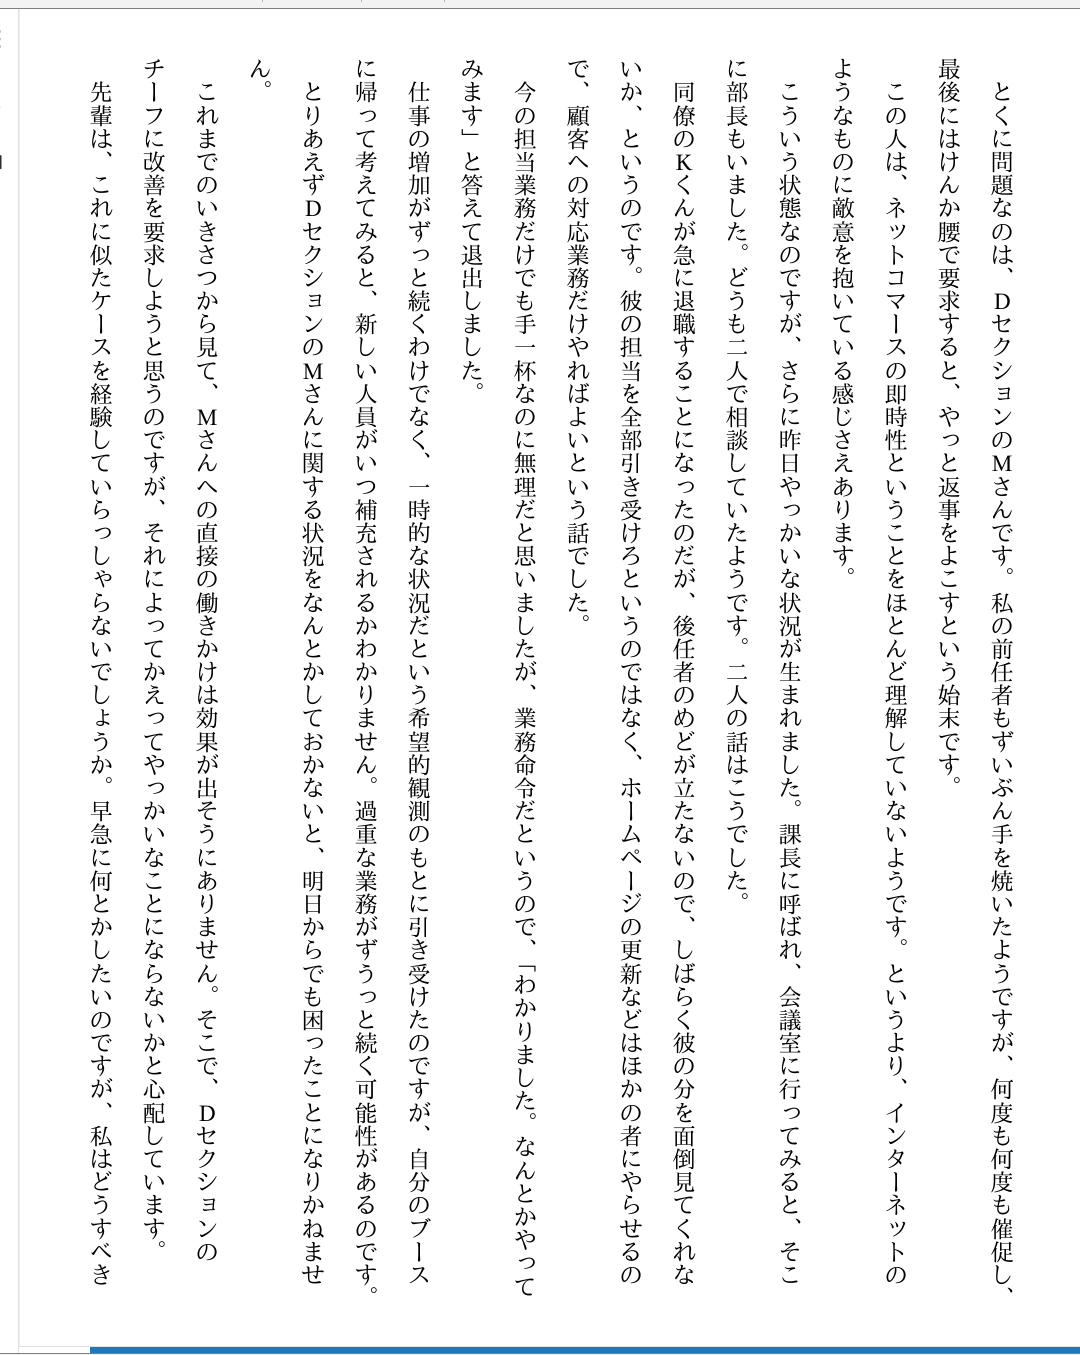 とくに問題なのは、DセクションのMさんです。私の前任者もずいぶん手を焼いたようですが、何度も何度も催促し、
最後にはけんか腰で要求すると、やっと返事をよこすという始末です。
　この人は、ネットコマースの即時性ということをほとんど理解していないようです。というより、インターネットの
ようなものに敵意を抱いている感じさえあります。
　こういう状態なのですが、さらに昨日やっかいな状況が生まれました。課長に呼ばれ、会議室に行ってみると、そこ
に部長もいました。どうも二人で相談していたようです。二人の話はこうでした。
　同僚のKくんが急に退職することになったのだが、後任者のめどが立たないので、しばらく彼の分を面倒見てくれな
いか、というのです。彼の担当を全部引き受けろというのではなく、ホームページの更新などはほかの者にやらせるの
で、顧客への対応業務だけやればよいという話でした。
　今の担当業務だけでも手一杯なのに無理だと思いましたが、業務命令だというので、「わかりました。なんとかやって
みます」と答えて退出しました。
　仕事の増加がずっと続くわけでなく、一時的な状況だという希望的観測のもとに引き受けたのですが、自分のブース
に帰って考えてみると、新しい人員がいつ補充されるかわかりません。過重な業務がずうっと続く可能性があるのです。
　とりあえずDセクションのMさんに関する状況をなんとかしておかないと、明日からでも困ったことになりかねませ
ん。
　これまでのいきさつから見て、Mさんへの直接の働きかけは効果が出そうにありません。そこで、Dセクションの
チーフに改善を要求しようと思うのですが、それによってかえってやっかいなことにならないかと心配しています。
　先輩は、これに似たケースを経験していらっしゃらないでしょうか。早急に何とかしたいのですが、私はどうすべき